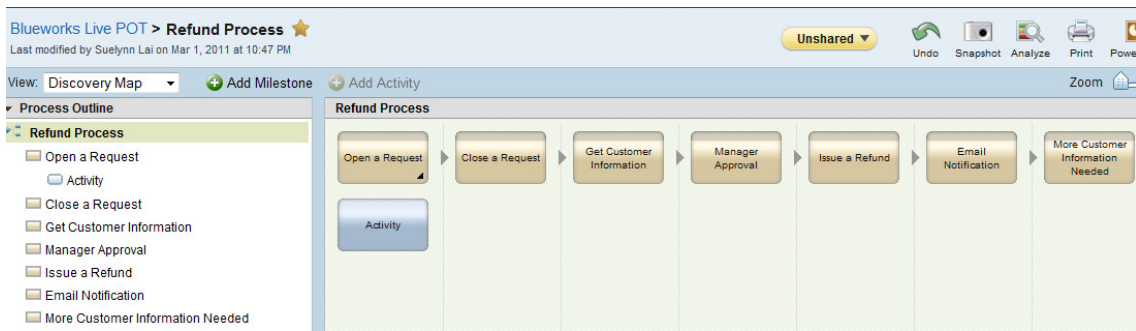 Blueworks Live POT > Refund Process
Last modified by Suelynn Lai on Mar 1, 2011 at 10:47 PM
Unshared
Undo
Snapshot
Analyze
Print
View: Discovery Map
Add Milestone
Add Activity
Zoom
Process Outline
Refund Process
Open a Request
Activity
Close a Request
Get Customer Information
Manager Approval
Issue a Refund
Email Notification
More Customer Information Needed
Refund Process
Open a Request
Close a Request
Get Customer
Information
Manager
Approval
Issue a Refund
Email
Notification
More Customer
Information
Needed
Activity